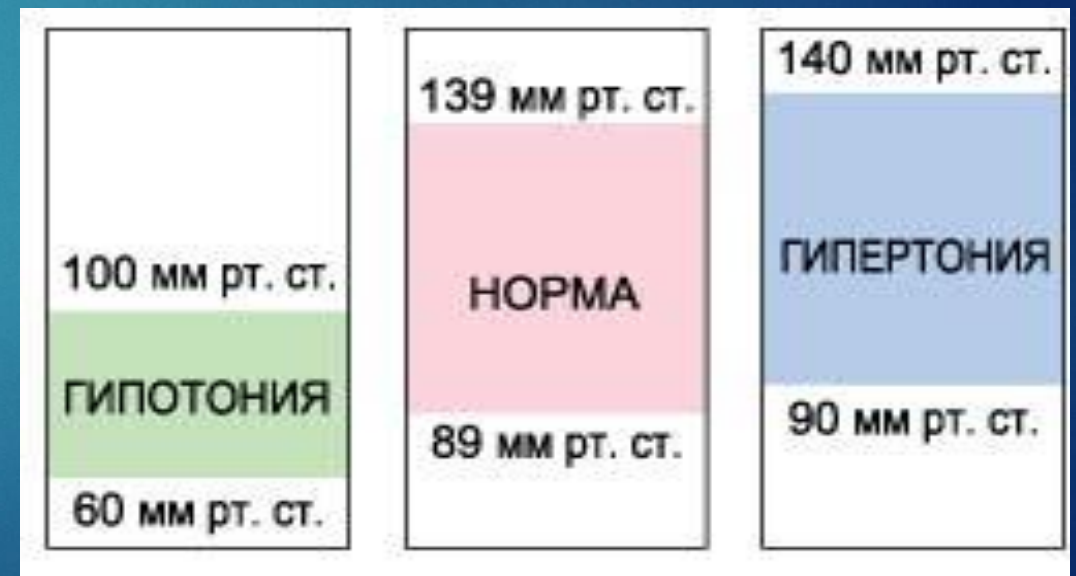 100 мм рт. ст.
ГИПОТОНИЯ
60 мм рт. ст.
139 мм рт. ст.
НОРМА
89 мм рт. ст.
140 мм рт. ст.
ГИПЕРТОНИЯ
90 мм рт. ст.